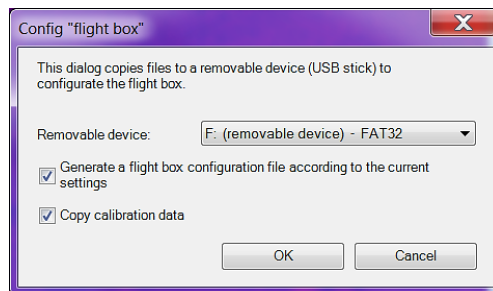 Config "flight box"
This dialog copies files to a removable device (USB stick) to
configurate the flight box.
Removable device:
F: (removable device) - FAT32
Generate a flight box configuration file according to the current
settings
Copy calibration data
OK
Cancel